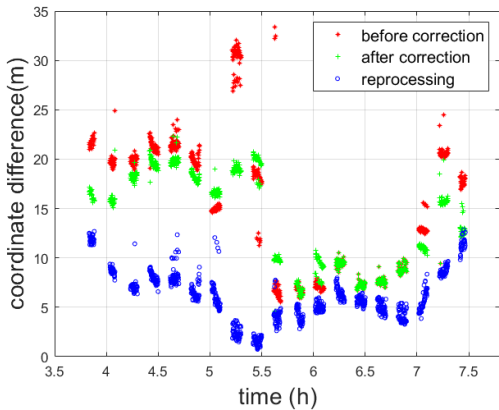 35
30
25
20
15
10
5
0
3.5 4 4.5 5 5.5 6 6.5 7 7.5
time (h)
coordinate difference(m)
before correction
after correction
reprocessing